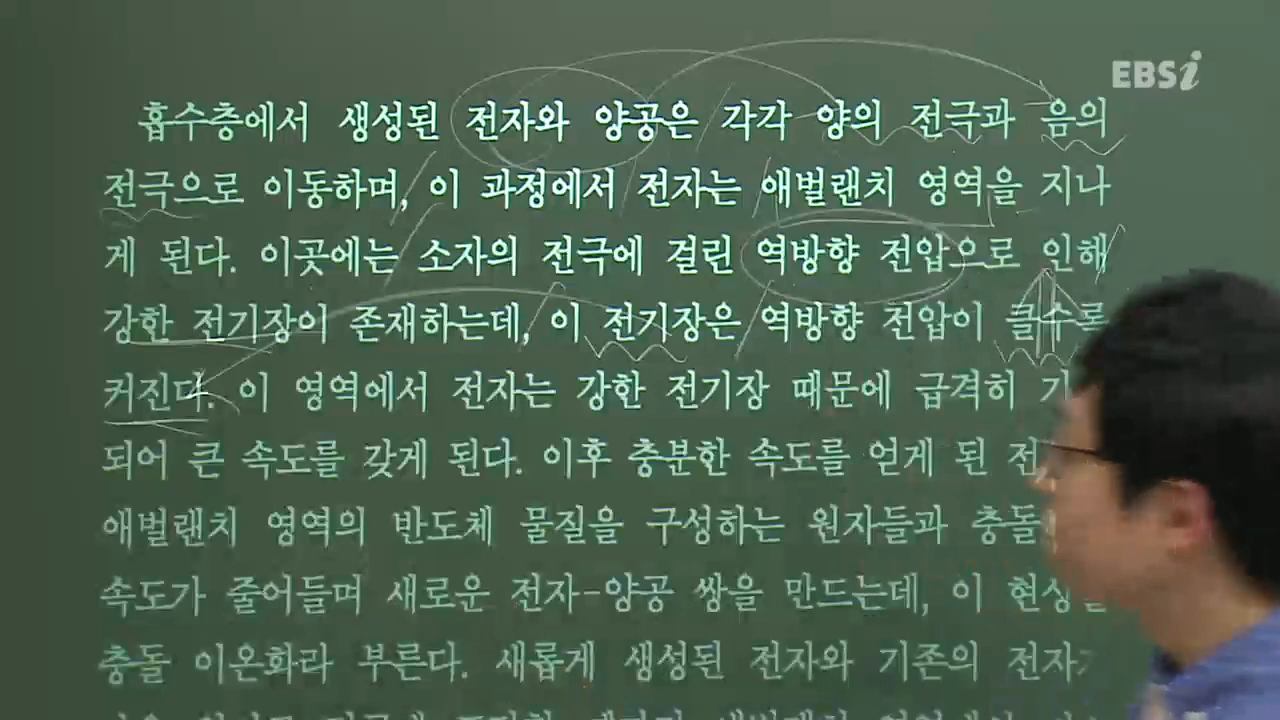 EBSi
흡수층에서 생성된 전자와 양공은 각각 양의 전극과 음의
전극으로 이동하며, 이 과정에서 전자는 애벌랜치 영역을 지나
게 된다. 이곳에는 소자의 전극에 걸린 역방향 전압으로 인해
강한 전기장이 존재하는데, 이 전기장은 역방향 전압이 클수록
커진다. 이 영역에서 전자는 강한 전기장 때문에 급격히
되어 큰 속도를 갖게 된다. 이후 충분한 속도를 얻게 된
애벌랜치 영역의 반도체 물질을 구성하는 원자들과
속도가 줄어들며 새로운 전자-양공 쌍을 만드는데, 이
충돌 이온화라 부른다. 새롭게 생성된 전자와 기존의